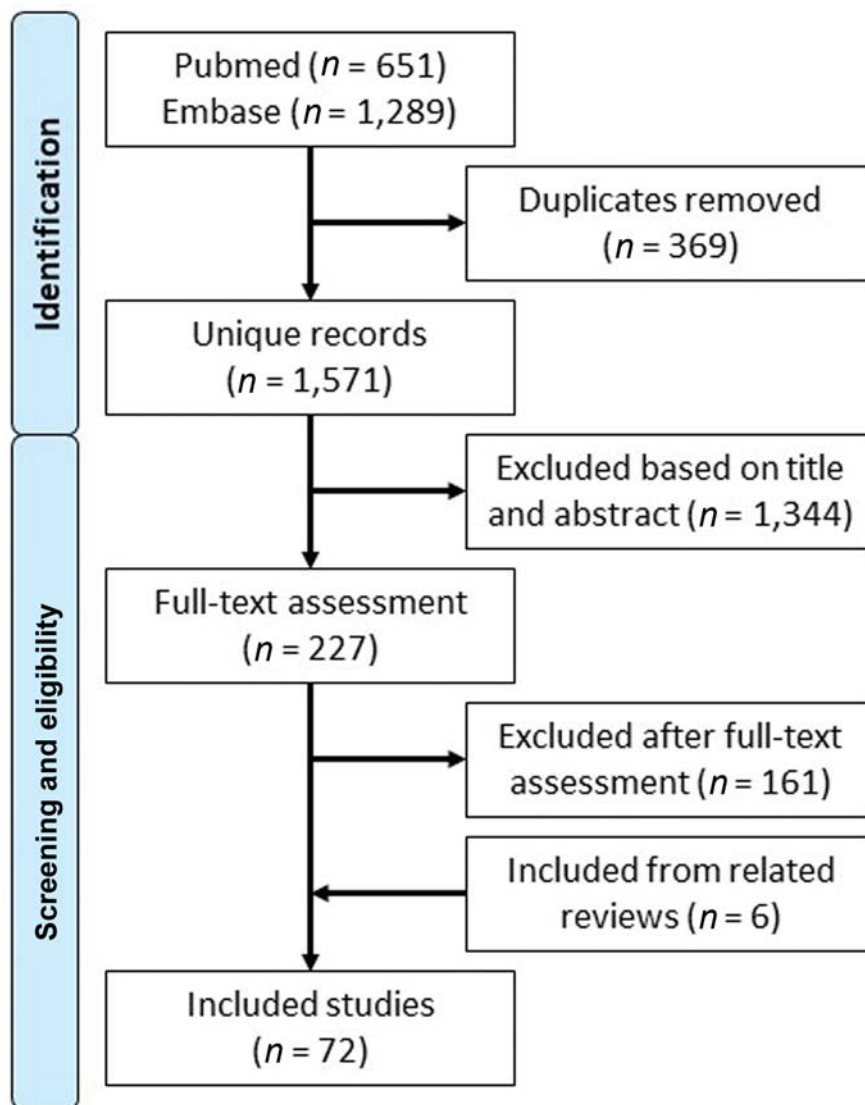 Identification
Pubmed (n = 651)
Embase (n = 1,289)
Duplicates removed
(n = 369)
Unique records
(n = 1,571)
Screening and eligibility
Excluded based on title
and abstract (n = 1,344)
Full-text assessment
(n = 227)
Excluded after full-text
assessment (n = 161)
Included from related
reviews (n = 6)
Included studies
(n = 72)